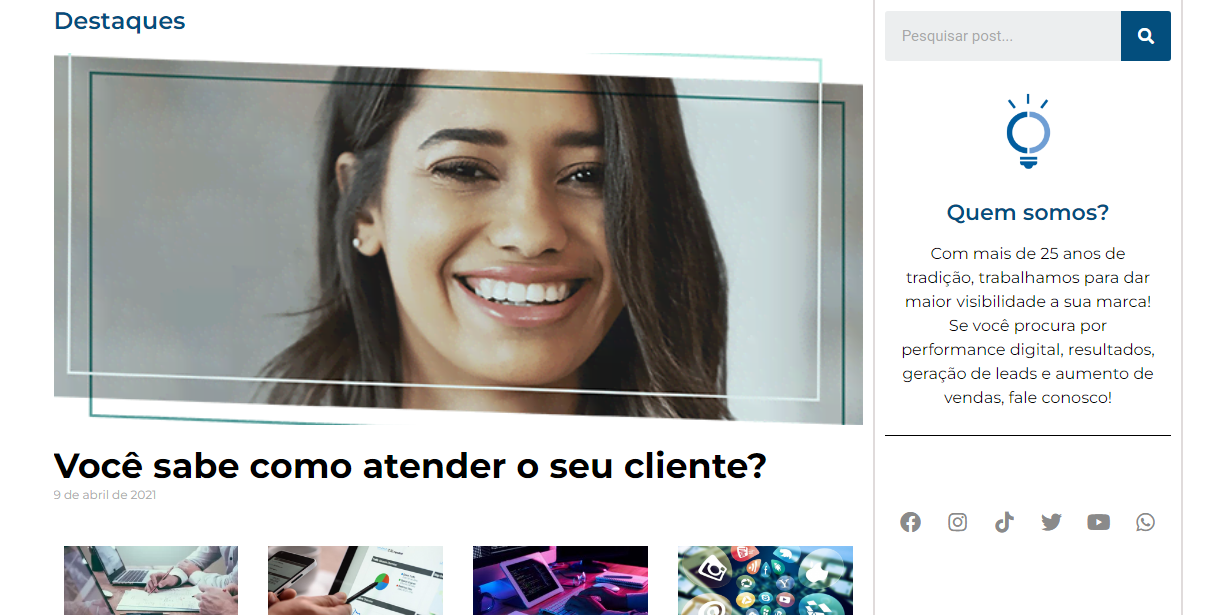 Destaques
Você sabe como atender o seu cliente?
9 de abril de 2021
Pesquisar post...
Quem somos?
Com mais de 25 anos de
tradição, trabalhamos para dar
maior visibilidade a sua marca!
Se você procura por
performance digital, resultados,
geração de leads e aumento de
vendas, fale conosco!